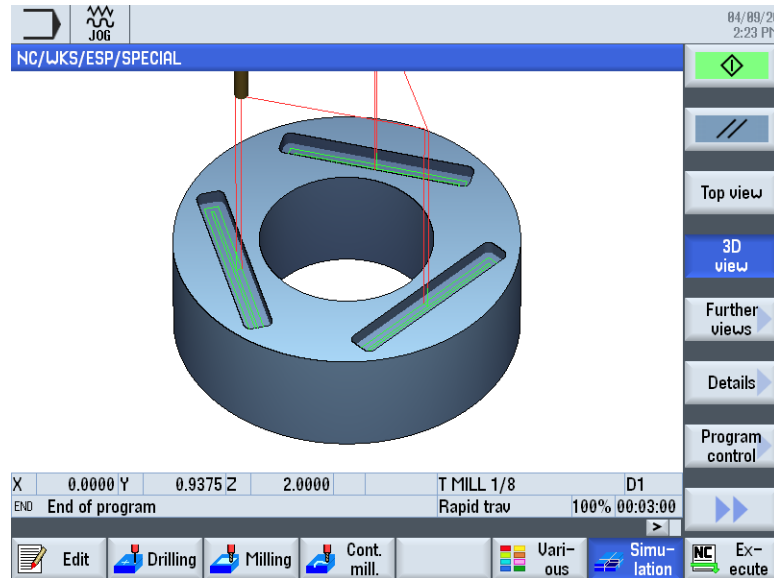 JOG
04/09/2
2:23 PM
NC/WKS/ESP/SPECIAL
Top view
3D
view
Further
views
Details
Program
control
X 0.0000 Y 0.9375 Z 2.0000 T MILL 1/8 D1
END End of program Rapid trav 100% 00:03:00
>
Edit
Drilling
Milling
Cont.
mill.
Vari-
ous
Simu-
lation
NC Ex-
ecute